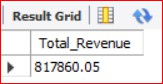 Result Grid
Total_Revenue
817860.05